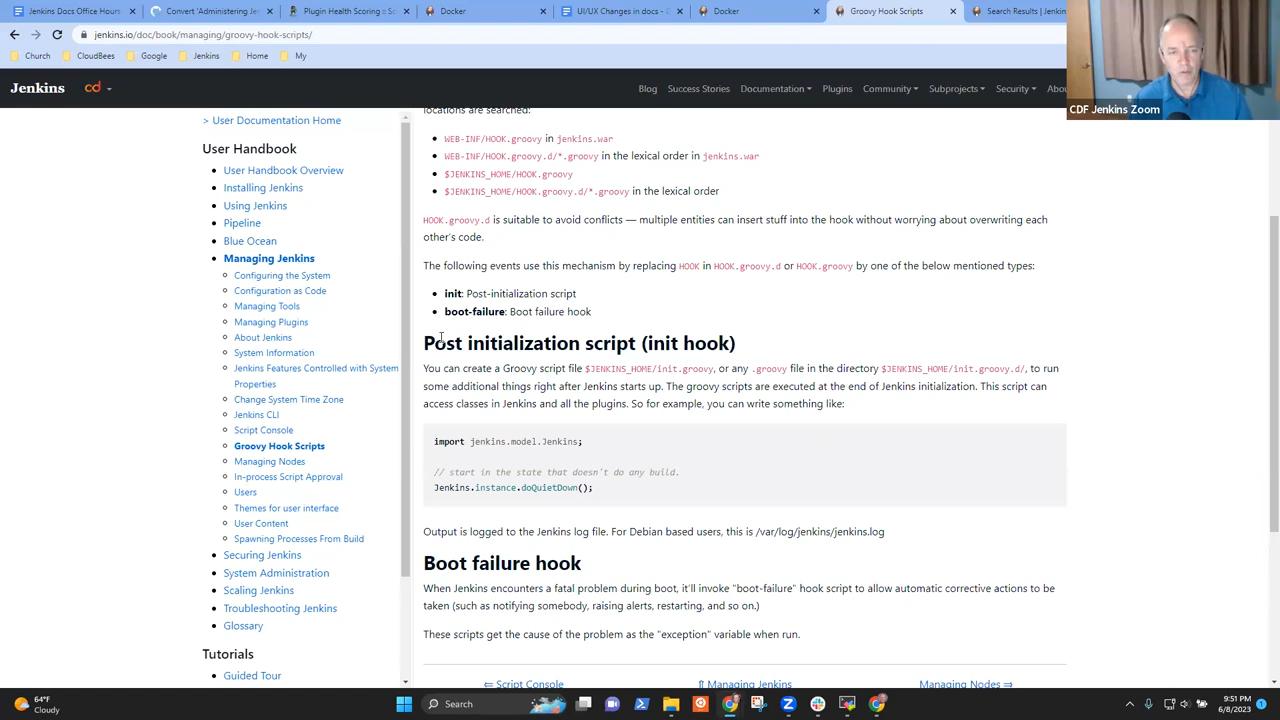 Jenkins Docs Office Hours
Convert 'Administering Je
Plugin Health Scoring :: Sc
Docker
UI/UX Changes in docs - G
Docker
Groovy Hook Scripts
Search Results | Jenkins
jenkins.io/doc/book/managing/groovy-hook-scripts/
Church
CloudBees
Google
Jenkins
Home
My
CDF Jenkins Zoom
Jenkins
cd
Blog
Success Stories
Documentation
Plugins
Community
Subprojects
Security
Abou
> User Documentation Home
User Handbook
User Handbook Overview
Installing Jenkins
Using Jenkins
Pipeline
Blue Ocean
Managing Jenkins
Configuring the System
Configuration as Code
Managing Tools
Managing Plugins
About Jenkins
System Information
Jenkins Features Controlled with System
Properties
Change System Time Zone
Jenkins CLI
Script Console
Groovy Hook Scripts
Managing Nodes
In-process Script Approval
Users
Themes for user interface
User Content
Spawning Processes From Build
Securing Jenkins
System Administration
Scaling Jenkins
Troubleshooting Jenkins
Glossary
Tutorials
Guided Tour
locations are searched:
WEB-INF/HOOK.groovy in jenkins.war
WEB-INF/HOOK.groovy.d/*.groovy in the lexical order in jenkins.war
$JENKINS_HOME/HOOK.groovy
$JENKINS_HOME/HOOK.groovy.d/*.groovy in the lexical order
HOOK.groovy.d is suitable to avoid conflicts — multiple entities can insert stuff into the hook without worrying about overwriting each
other's code.
The following events use this mechanism by replacing HOOK in HOOK.groovy.d or HOOK.groovy by one of the below mentioned types:
init: Post-initialization script
boot-failure: Boot failure hook
Post initialization script (init hook)
You can create a Groovy script file $JENKINS_HOME/init.groovy, or any .groovy file in the directory $JENKINS_HOME/init.groovy.d/, to run
some additional things right after Jenkins starts up. The groovy scripts are executed at the end of Jenkins initialization. This script can
access classes in Jenkins and all the plugins. So for example, you can write something like:
import jenkins.model.Jenkins;
// start in the state that doesn't do any build.
Jenkins.instance.doQuietDown();
Output is logged to the Jenkins log file. For Debian based users, this is /var/log/jenkins/jenkins.log
Boot failure hook
When Jenkins encounters a fatal problem during boot, it'll invoke "boot-failure" hook script to allow automatic corrective actions to be
taken (such as notifying somebody, raising alerts, restarting, and so on.)
These scripts get the cause of the problem as the "exception" variable when run.
⇐ Script Console
⇑ Managing Jenkins
Managing Nodes ⇒
64°F
Cloudy
Search
9:51 PM
6/8/2023